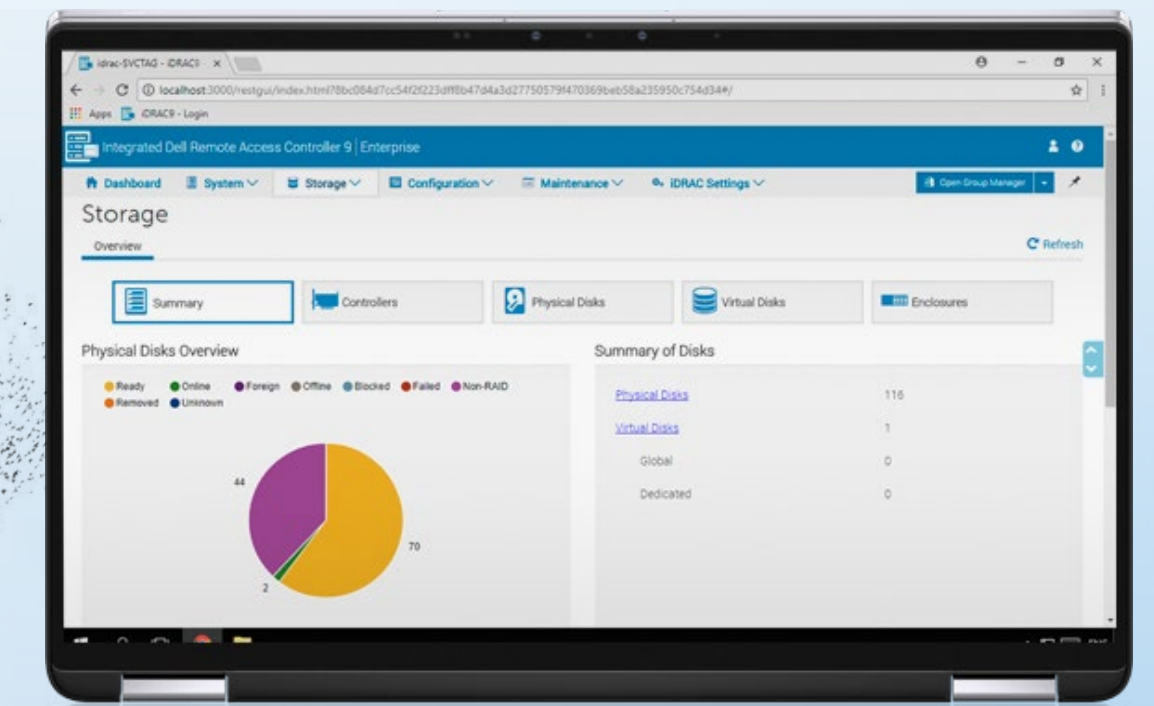 idrac-SVCTAG - iDRAC9
localhost:3000/restgui/index.html
Apps iDRAC9 - Login
Integrated Dell Remote Access Controller 9 | Enterprise
Dashboard System Storage Configuration Maintenance iDRAC Settings Open Group Manager
Storage
Overview Refresh
Summary Controllers Physical Disks Virtual Disks Enclosures
Physical Disks Overview Summary of Disks
Ready Online Foreign Offline Blocked Failed Non-RAID
Removed Unknown
Physical Disks 116
Virtual Disks 1
Global 0
Dedicated 0
44
70
2
ENG